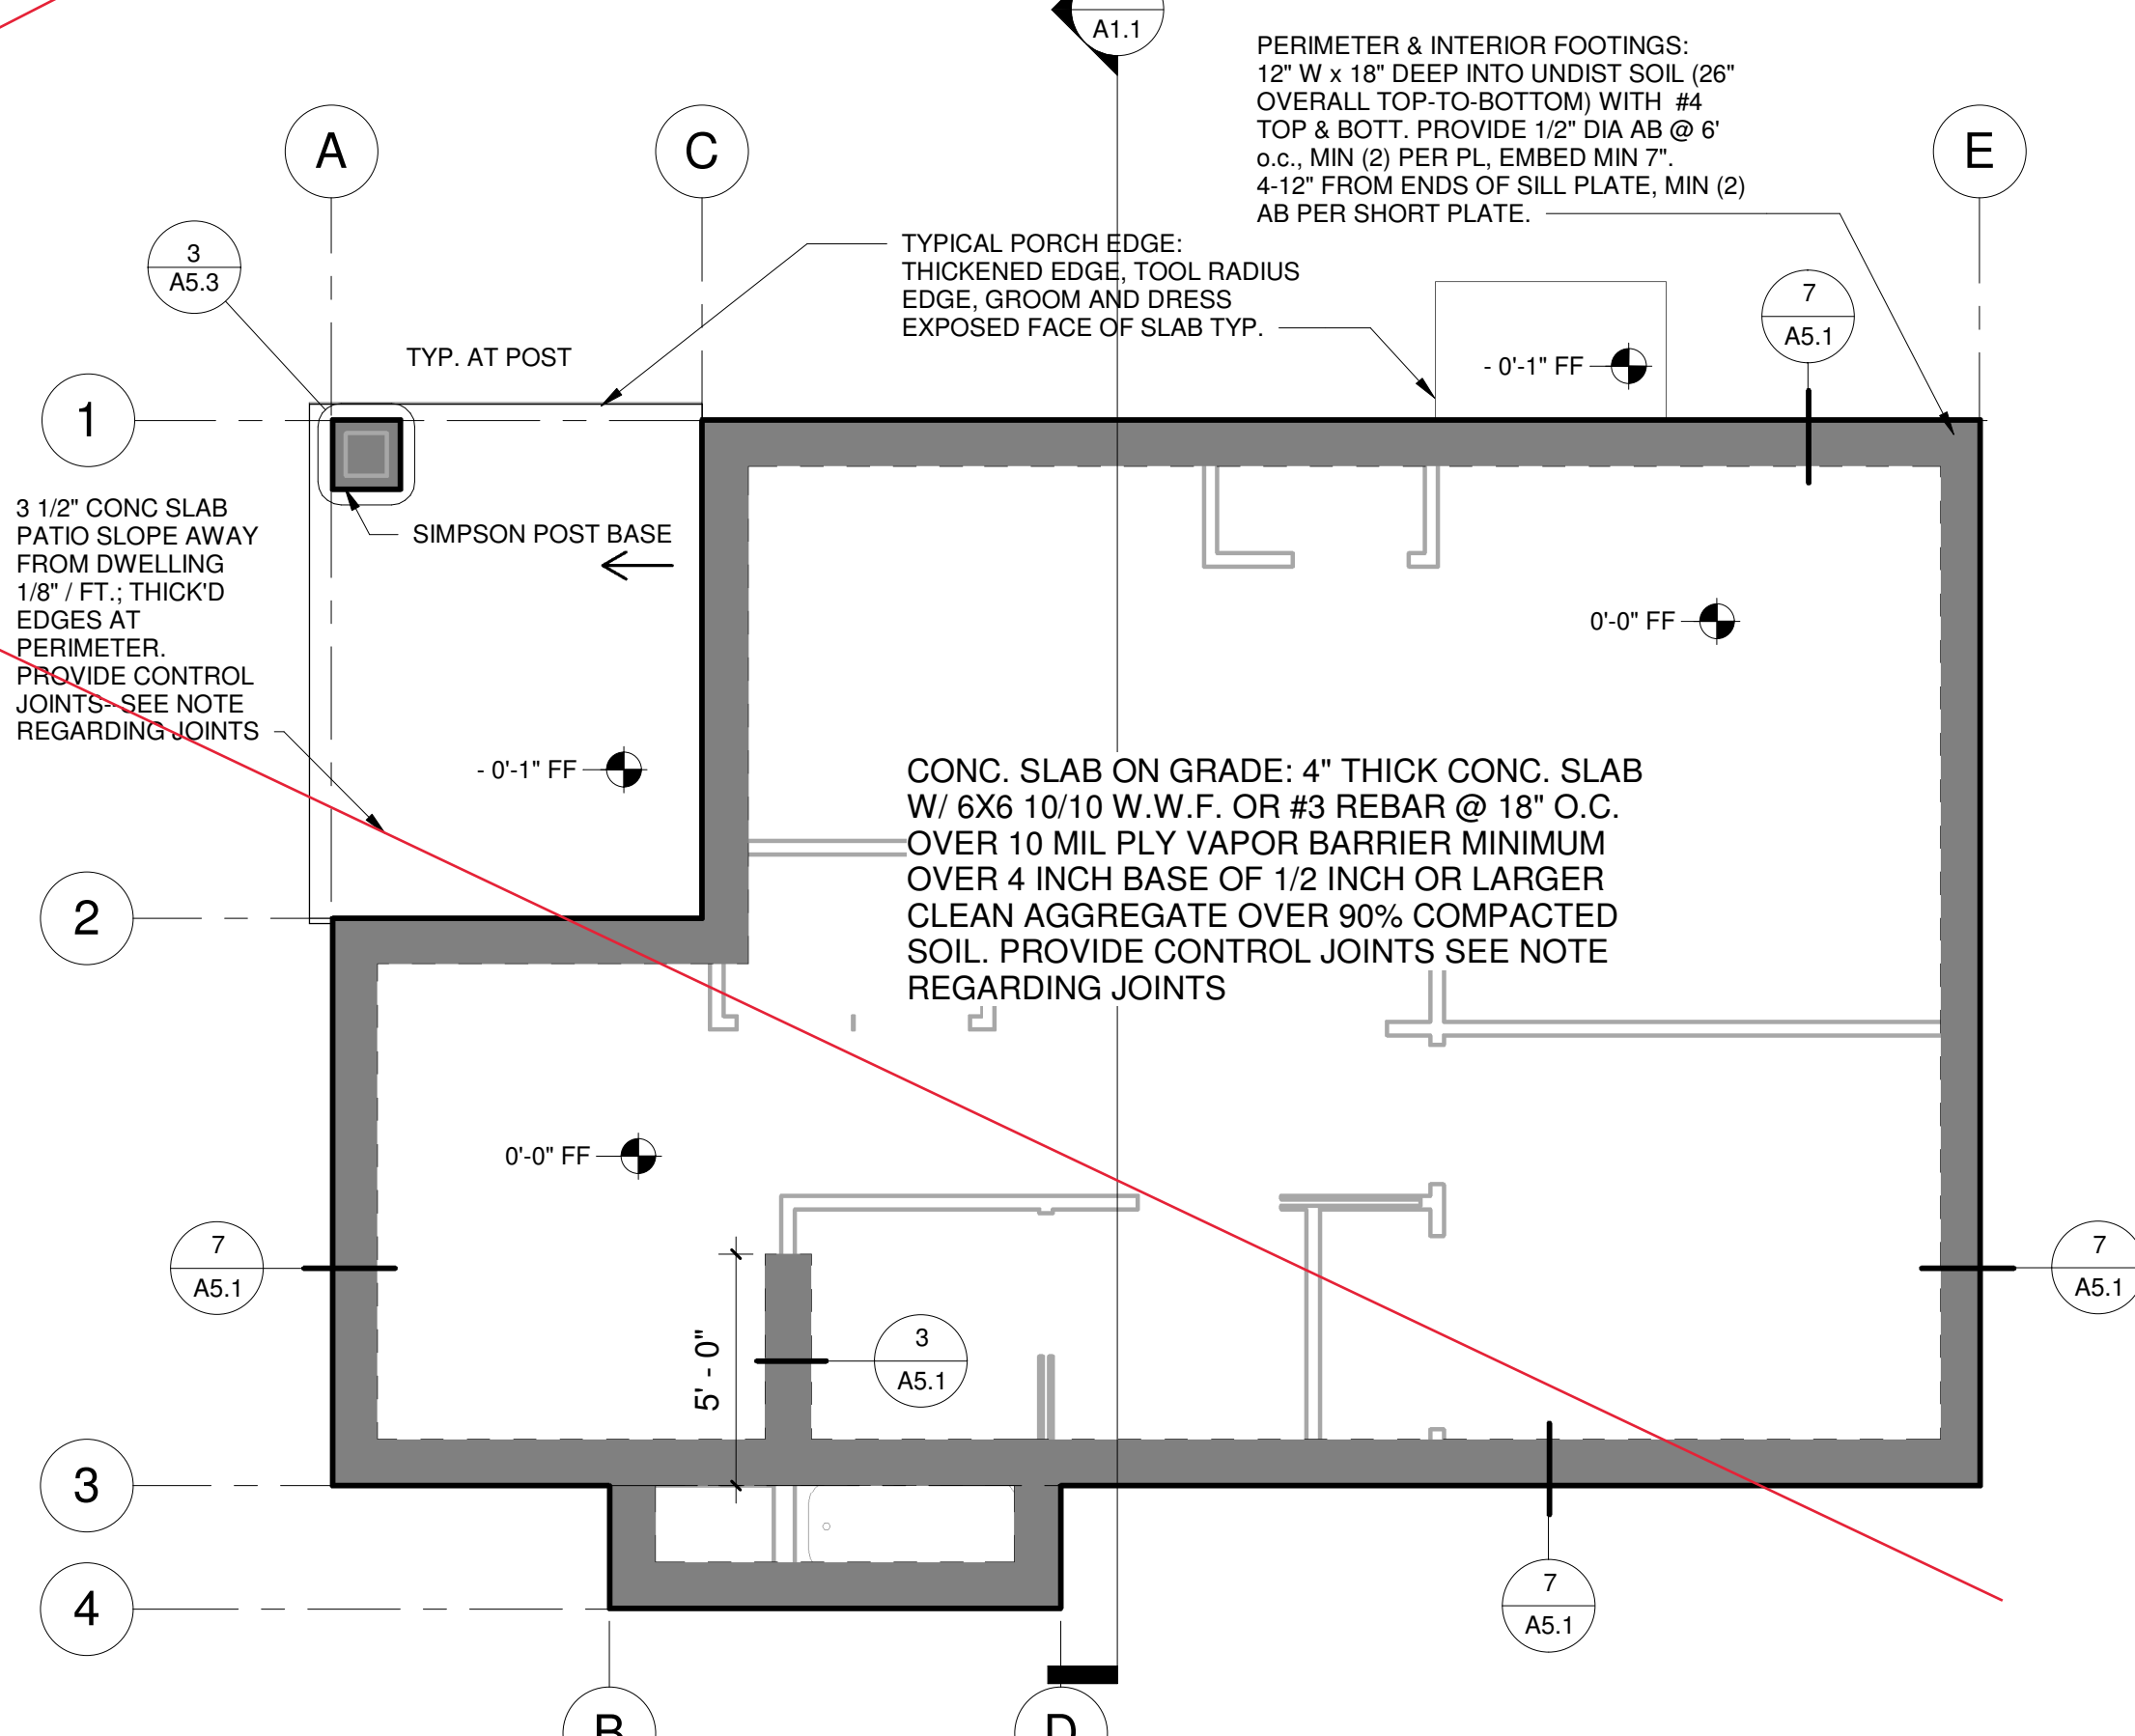 A1.1
PERIMETER & INTERIOR FOOTINGS:
12" W x 18" DEEP INTO UNDIST SOIL (26"
OVERALL TOP-TO-BOTTOM) WITH #4
TOP & BOTT. PROVIDE 1/2" DIA AB @ 6'
o.c., MIN (2) PER PL, EMBED MIN 7".
4-12" FROM ENDS OF SILL PLATE, MIN (2)
AB PER SHORT PLATE.
A
C
E
3
A5.3
TYPICAL PORCH EDGE:
THICKENED EDGE, TOOL RADIUS
EDGE, GROOM AND DRESS
EXPOSED FACE OF SLAB TYP.
7
A5.1
TYP. AT POST
- 0'-1" FF
1
3 1/2" CONC SLAB
PATIO SLOPE AWAY
FROM DWELLING
1/8" / FT.; THICK'D
EDGES AT
PERIMETER.
PROVIDE CONTROL
JOINTS--SEE NOTE
REGARDING JOINTS
SIMPSON POST BASE
0'-0" FF
- 0'-1" FF
CONC. SLAB ON GRADE: 4" THICK CONC. SLAB
W/ 6X6 10/10 W.W.F. OR #3 REBAR @ 18" O.C.
OVER 10 MIL PLY VAPOR BARRIER MINIMUM
OVER 4 INCH BASE OF 1/2 INCH OR LARGER
CLEAN AGGREGATE OVER 90% COMPACTED
SOIL. PROVIDE CONTROL JOINTS SEE NOTE
REGARDING JOINTS
2
0'-0" FF
7
A5.1
7
A5.1
5' - 0"
3
A5.1
3
4
7
A5.1
B
D